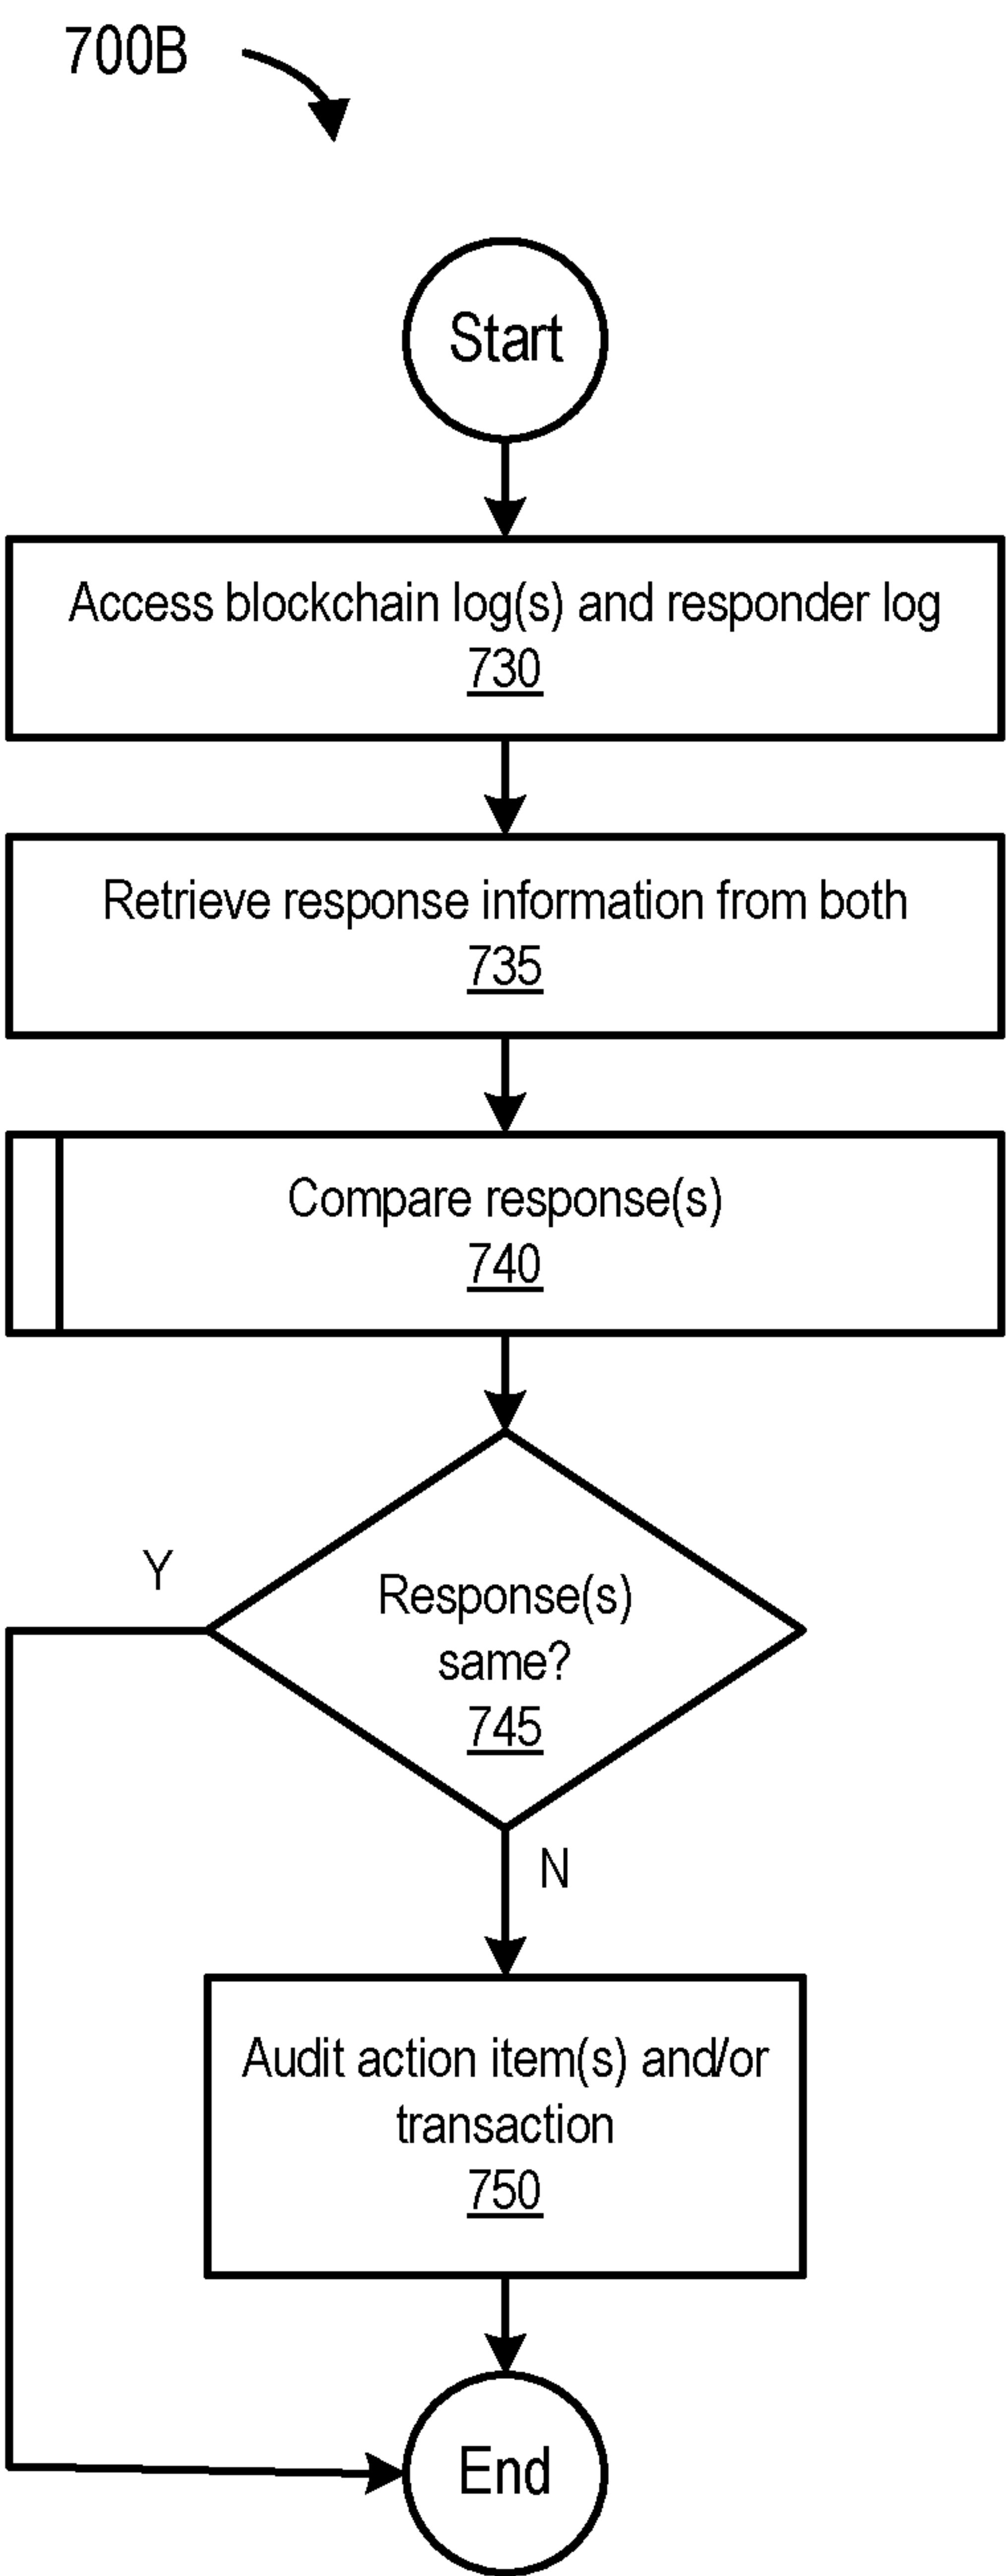 700B
Start
Access blockchain log(s) and responder log
730
Retrieve response information from both
735
Compare response(s)
740
Y
Response(s)
same?
745
N
Audit action item(s) and/or
transaction
750
End